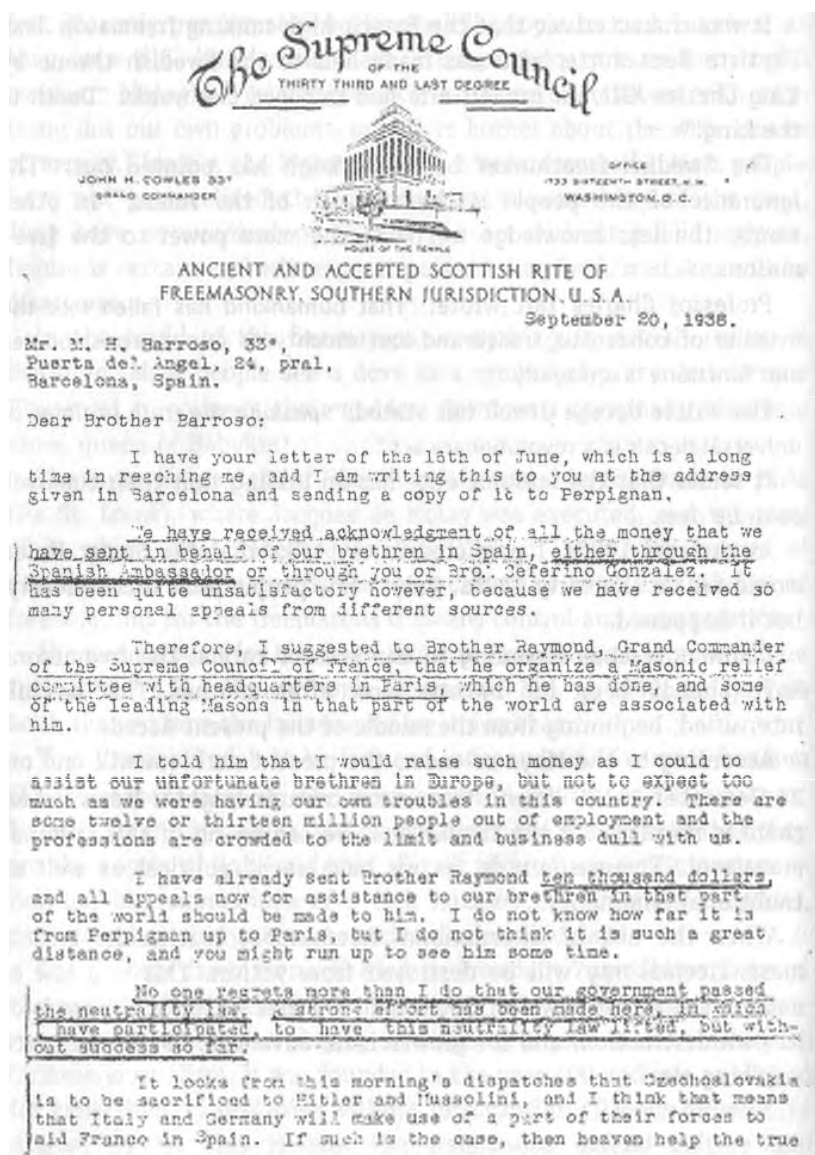 The Supreme Council
OF THE
THIRTY THIRD AND LAST DEGREE
JOHN H. COWLES 33°
GRAND COMMANDER
OFFICE
1733 SIXTEENTH STREET, N.W.
WASHINGTON, D.C.
HOUSE OF THE TEMPLE
ANCIENT AND ACCEPTED SCOTTISH RITE OF
FREEMASONRY, SOUTHERN JURISDICTION, U.S.A.
September 20, 1938.
Mr. M. H. Barroso, 33°,
Puerta del Angel, 24, pral,
Barcelona, Spain.
Dear Brother Barroso:
I have your letter of the 15th of June, which is a long
time in reaching me, and I am writing this to you at the address
given in Barcelona and sending a copy of it to Perpignan.
We have received acknowledgment of all the money that we
have sent in behalf of our brethren in Spain, either through the
Spanish Ambassador or through you or Bro. Ceferino Gonzalez. It
has been quite unsatisfactory however, because we have received so
many personal appeals from different sources.
Therefore, I suggested to Brother Raymond, Grand Commander
of the Supreme Council of France, that he organize a Masonic relief
committee with headquarters in Paris, which he has done, and some
of the leading Masons in that part of the world are associated with
him.
I told him that I would raise such money as I could to
assist our unfortunate brethren in Europe, but not to expect too
much as we were having our own troubles in this country. There are
some twelve or thirteen million people out of employment and the
professions are crowded to the limit and business dull with us.
I have already sent Brother Raymond ten thousand dollars,
and all appeals now for assistance to our brethren in that part
of the world should be made to him. I do not know how far it is
from Perpignan up to Paris, but I do not think it is such a great
distance, and you might run up to see him some time.
No one regrets more than I do that our government passed
the neutrality law. A strong effort has been made here, in which
I have participated, to have this neutrality law lifted, but with-
out success so far.
It looks from this morning's dispatches that Czechoslovakia
is to be sacrificed to Hitler and Mussolini, and I think that means
that Italy and Germany will make use of a part of their forces to
aid Franco in Spain. If such is the case, then heaven help the true